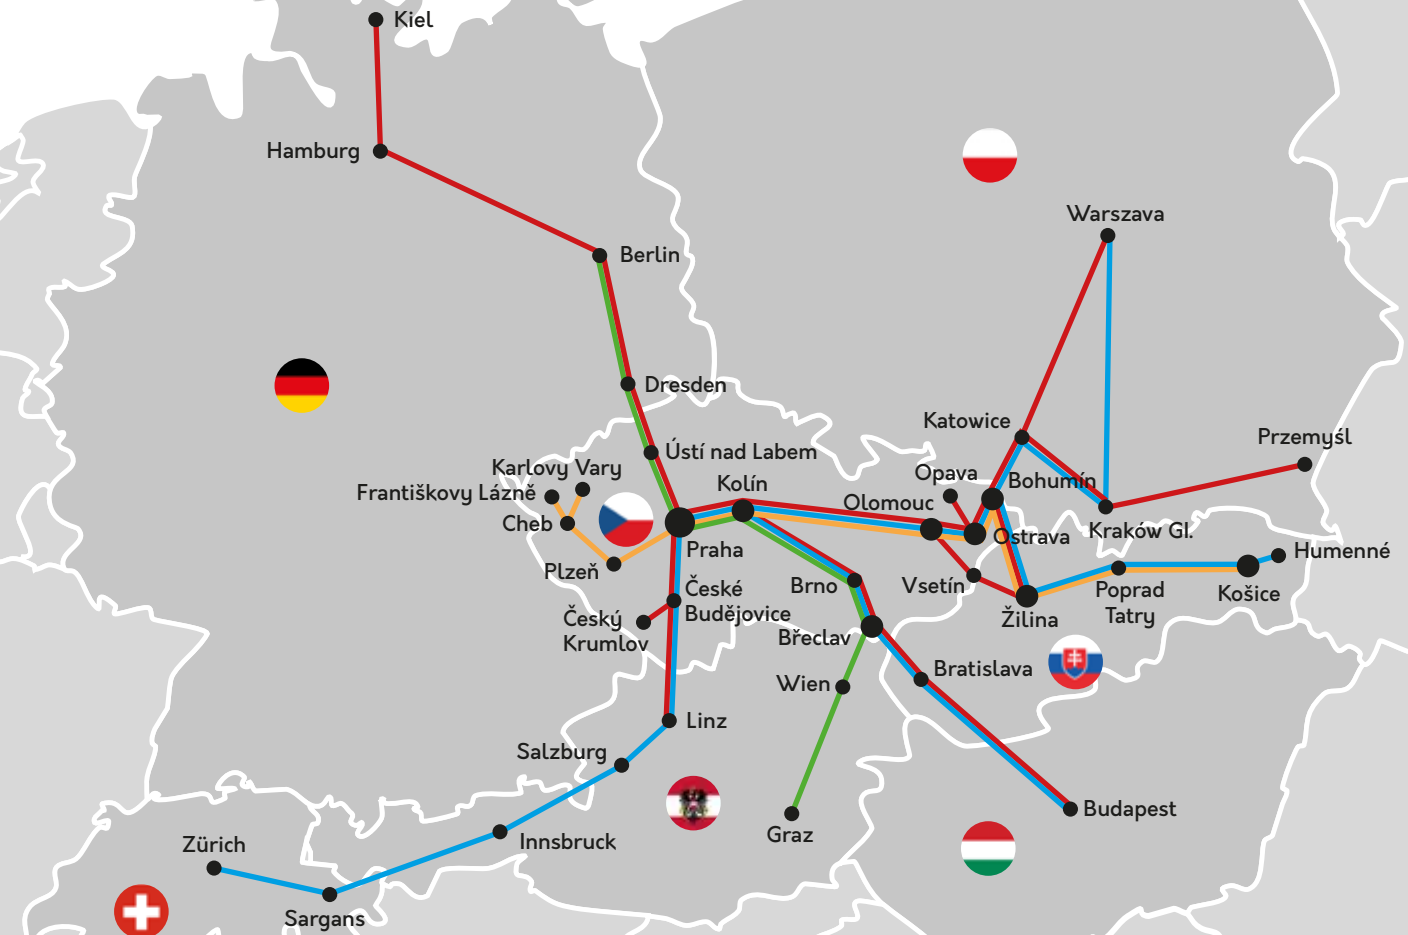 Kiel
Hamburg
Warszava
Berlin
Dresden
Katowice
Przemyśl
Ústí nad Labem
Karlovy Vary
Opava
Bohumín
Františkovy Lázně
Kolín
Olomouc
Cheb
Kraków Gl.
Ostrava
Praha
Humenné
Plzeň
Brno
Vsetín
České
Budějovice
Poprad
Tatry
Košice
Český
Krumlov
Žilina
Břeclav
Bratislava
Wien
Linz
Salzburg
Budapest
Graz
Innsbruck
Zürich
Sargans